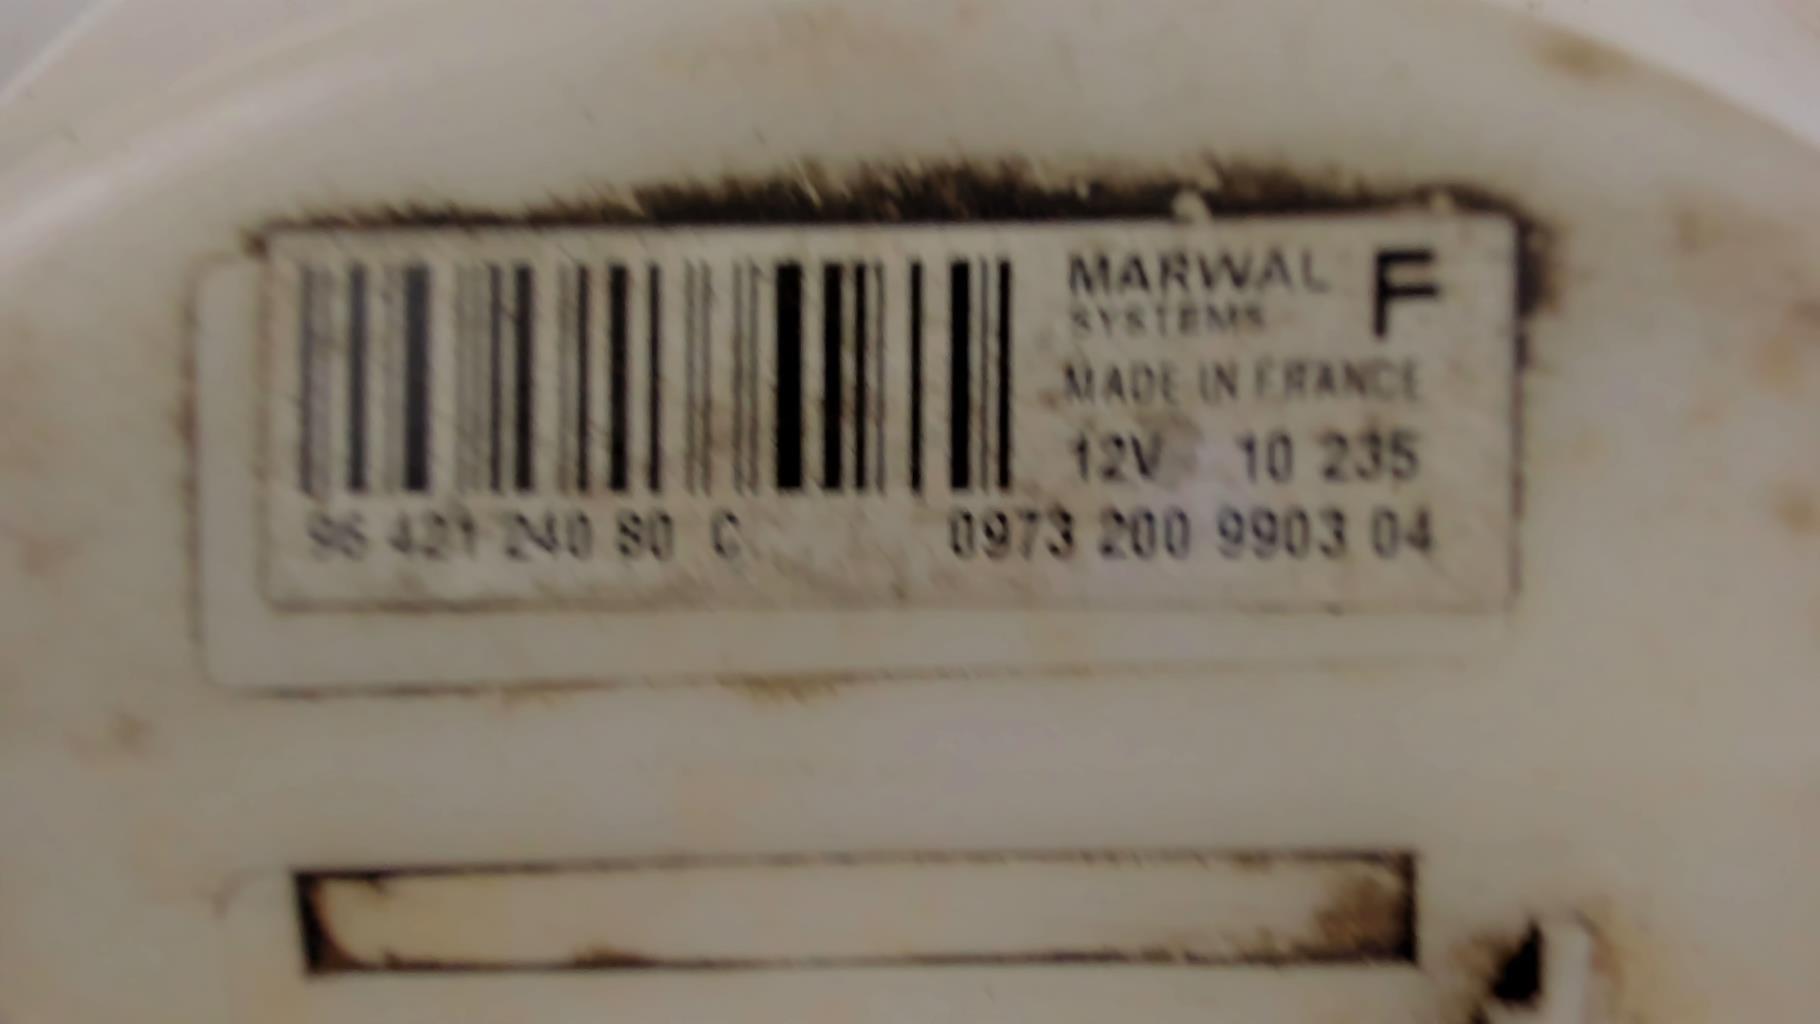 MARWAL F
SYSTEMS
MADE IN FRANCE
12V 10 235
96 421 240 80 C 0973 200 9903 04